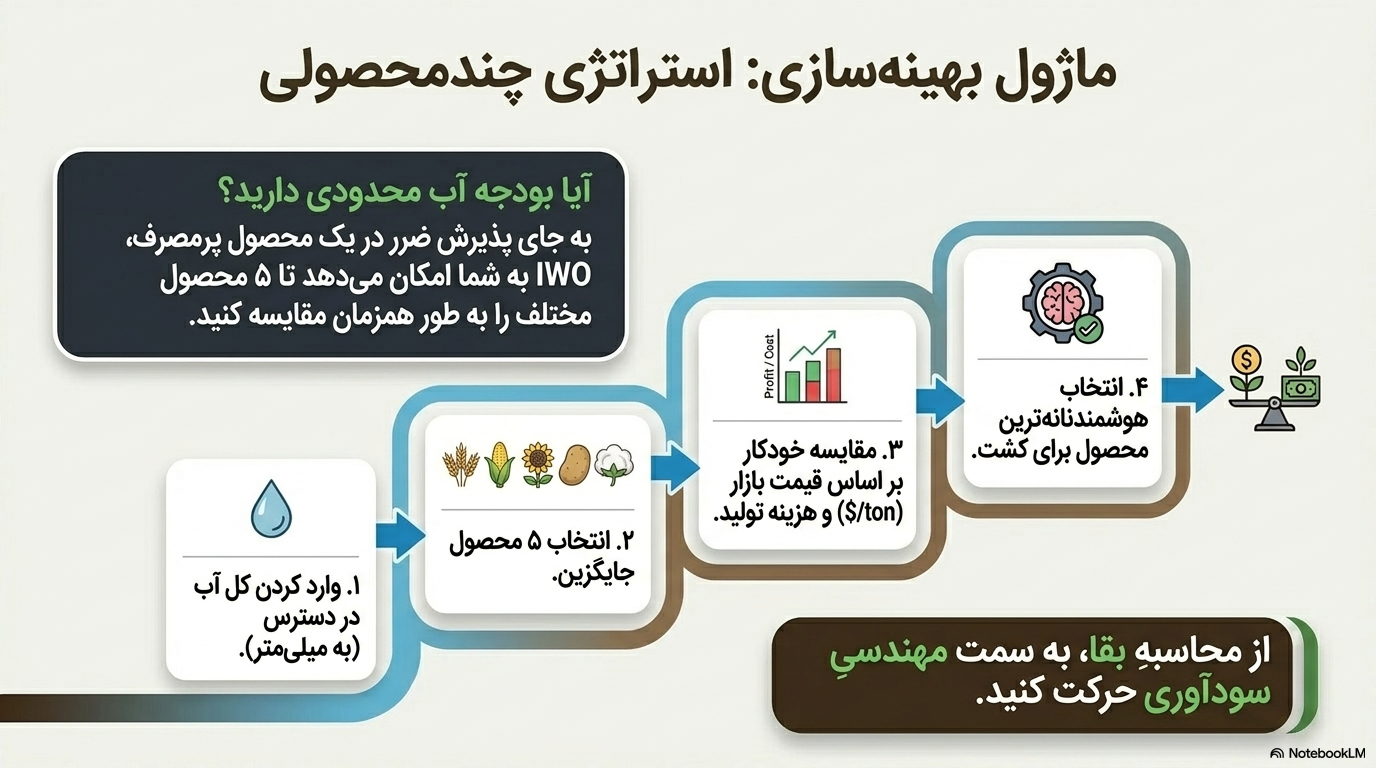 ماژول بهینه‌سازی: استراتژی چندمحصولی
آیا بودجه آب محدودی دارید؟
به جای پذیرش ضرر در یک محصول پرمصرف،
IWO به شما امکان می‌دهد تا ۵ محصول
مختلف را به طور همزمان مقایسه کنید.
۱. وارد کردن کل آب
در دسترس
(به میلی‌متر).
۲. انتخاب ۵ محصول
جایگزین.
Profit / Cost
۳. مقایسه خودکار
بر اساس قیمت بازار
($/ton) و هزینه تولید.
۴. انتخاب
هوشمندنانه‌ترین
محصول برای کشت.
$
از محاسبهِ بقا، به سمت مهندسیِ
سودآوری حرکت کنید.
NotebookLM